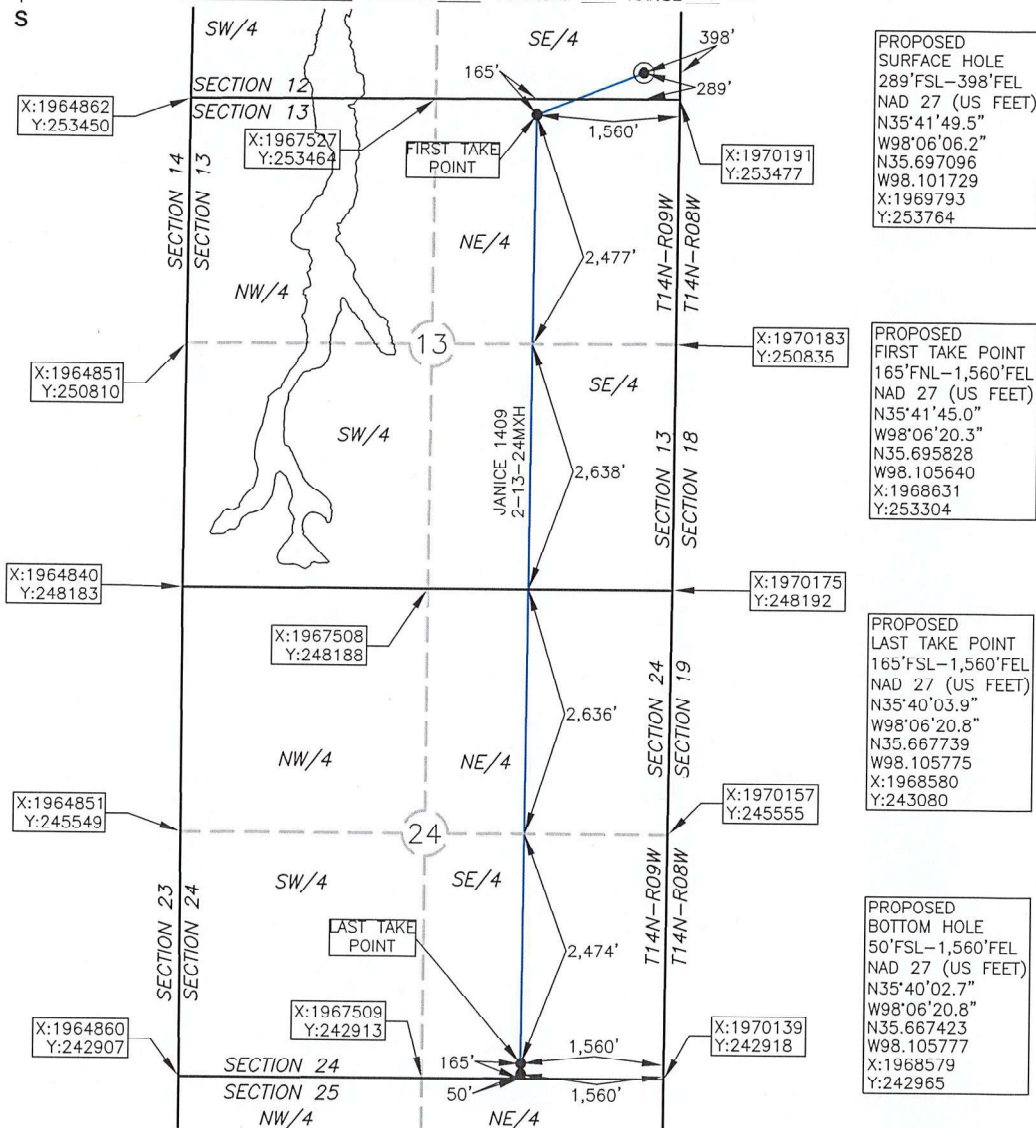 S
RANGE
SW/4
SE/4
398'
165'
289'
SECTION 12
SECTION 13
1,560'
X:1964862
Y:253450
X:1967527
Y:253464
FIRST TAKE
POINT
X:1970191
Y:253477
PROPOSED
SURFACE HOLE
289'FSL-398'FEL
NAD 27 (US FEET)
N35°41'49.5"
W98°06'06.2"
N35.697096
W98.101729
X:1969793
Y:253764
SECTION 14
SECTION 13
NE/4
NW/4
2,477'
T14N-R09W
T14N-R08W
13
X:1964851
Y:250810
X:1970183
Y:250835
PROPOSED
FIRST TAKE POINT
165'FNL-1,560'FEL
NAD 27 (US FEET)
N35°41'45.0"
W98°06'20.3"
N35.695828
W98.105640
X:1968631
Y:253304
SE/4
SW/4
JANICE 1409
2-13-24MXH
2,638'
SECTION 13
SECTION 18
X:1964840
Y:248183
X:1967508
Y:248188
X:1970175
Y:248192
PROPOSED
LAST TAKE POINT
165'FSL-1,560'FEL
NAD 27 (US FEET)
N35°40'03.9"
W98°06'20.8"
N35.667739
W98.105775
X:1968580
Y:243080
2,636'
SECTION 24
SECTION 19
NW/4
NE/4
X:1964851
Y:245549
24
X:1970157
Y:245555
SW/4
SE/4
SECTION 23
SECTION 24
T14N-R09W
T14N-R08W
LAST TAKE
POINT
2,474'
PROPOSED
BOTTOM HOLE
50'FSL-1,560'FEL
NAD 27 (US FEET)
N35°40'02.7"
W98°06'20.8"
N35.667423
W98.105777
X:1968579
Y:242965
X:1964860
Y:242907
X:1967509
Y:242913
X:1970139
Y:242918
SECTION 24
SECTION 25
165'
50'
1,560'
1,560'
NW/4
NE/4